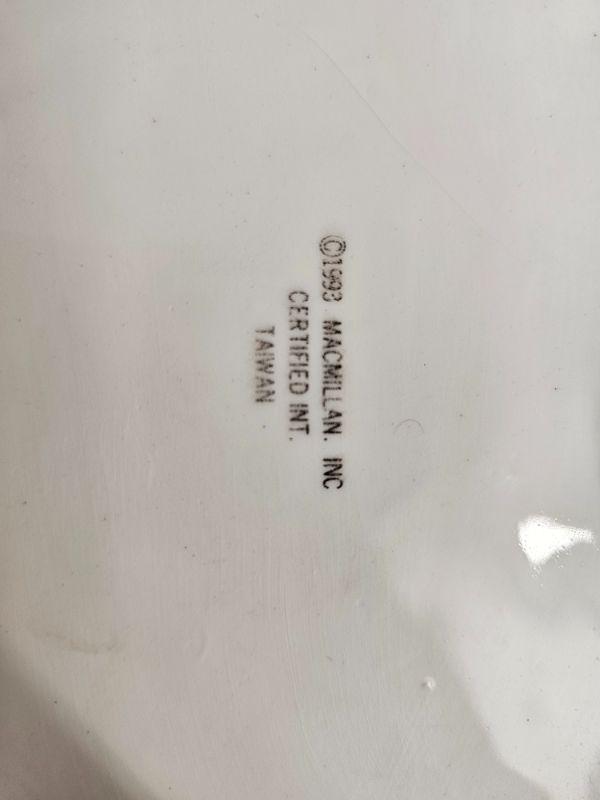 ©1993 MACMILLAN. INC
CERTIFIED INT.
TAIWAN